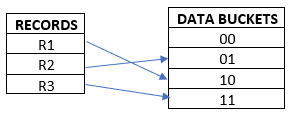 RECORDS
R1
R2
R3
DATA BUCKETS
00
01
10
11